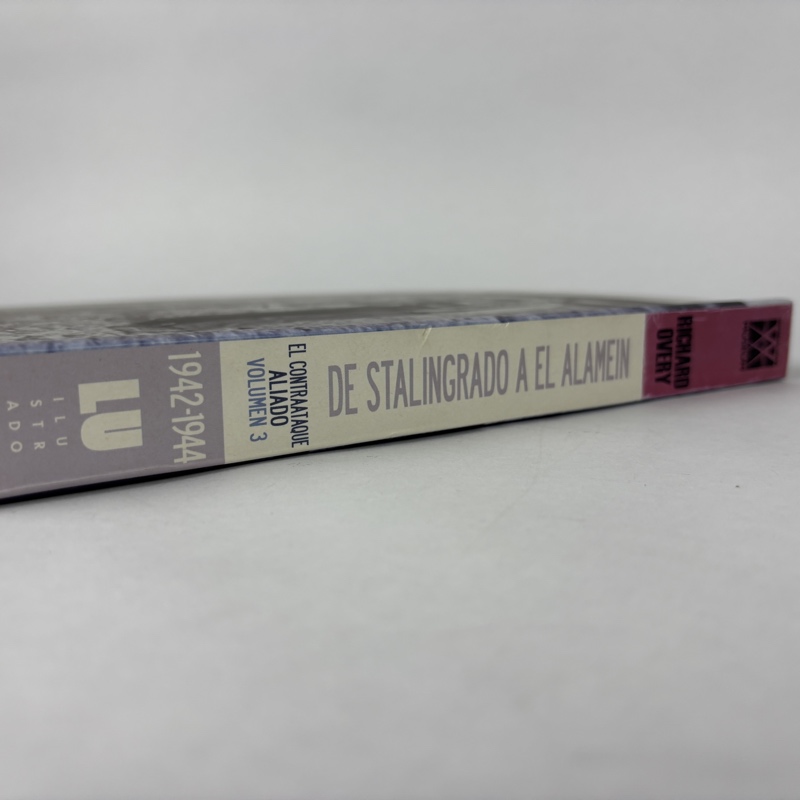 LU
ILU
STR
ADO
1942-1944
EL CONTRAATAQUE
ALIADO
VOLUMEN 3
DE STALINGRADO A EL ALAMEIN
RICHARD
OVERY